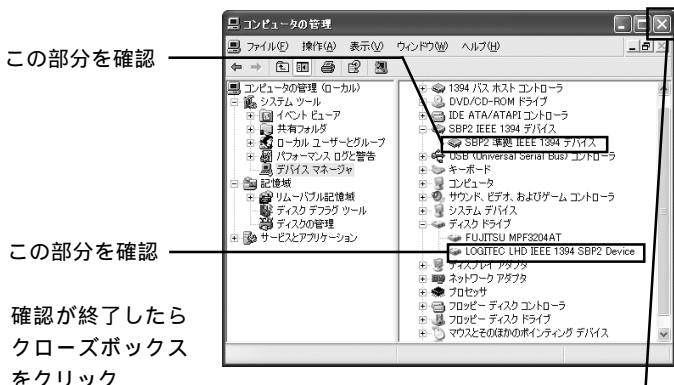 コンピュータの管理
ファイル(F) 操作(A) 表示(V) ウィンドウ(W) ヘルプ(H)
この部分を確認
コンピュータの管理 (ローカル)
システム ツール
イベント ビューア
共有フォルダ
ローカル ユーザーとグループ
パフォーマンス ログと警告
デバイス マネージャ
記憶域
リムーバブル記憶域
ディスク デフラグ ツール
ディスクの管理
サービスとアプリケーション
1394 バス ホスト コントローラ
DVD/CD-ROM ドライブ
IDE ATA/ATAPI コントローラ
SBP2 IEEE 1394 デバイス
SBP2 準拠 IEEE 1394 デバイス
USB (Universal Serial Bus) コントローラ
キーボード
コンピュータ
サウンド、ビデオ、およびゲーム コントローラ
システム デバイス
ディスク ドライブ
FUJITSU MPF3204AT
LOGITEC LHD IEEE 1394 SBP2 Device
ディスプレイ アダプタ
ネットワーク アダプタ
プロセッサ
フロッピー ディスク コントローラ
フロッピー ディスク ドライブ
マウスとそのほかのポインティング デバイス
この部分を確認
確認が終了したら
クローズボックス
をクリック